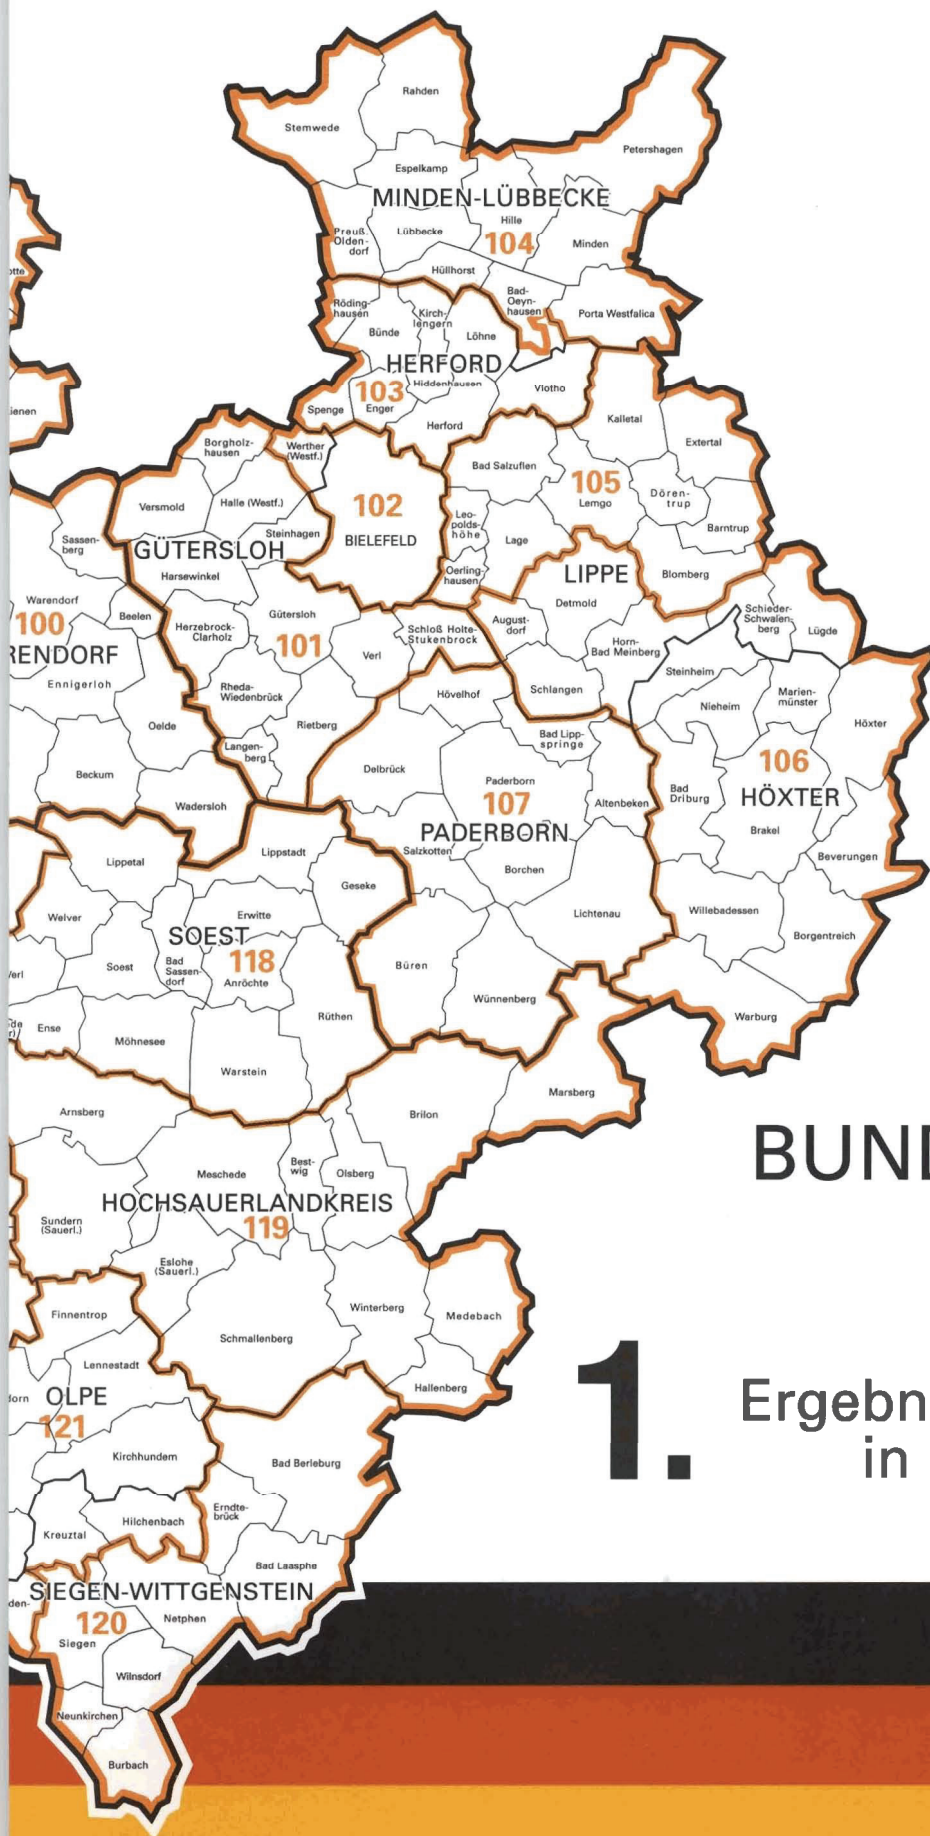 Rahden
Stemwede
Petershagen
Espelkamp
MINDEN-LÜBBECKE
Hille
Preuß.
Olden-
dorf
Lübbecke
104
Minden
Hüllhorst
Bad-
Oeyn-
hausen
Porta Westfalica
Röding-
hausen
Kirch-
lengern
Bünde
Löhne
HERFORD
103
Hiddenhausen
Vlotho
Spenge
Enger
Herford
Kalletal
Extertal
Borgholz-
hausen
Werther
(Westf.)
Bad Salzuflen
105
Lemgo
Dören-
trup
Versmold
Halle (Westf.)
102
BIELEFELD
Leo-
polds-
höhe
Lage
Barntrup
Steinhagen
Sassen-
berg
GÜTERSLOH
Harsewinkel
Oerling-
hausen
LIPPE
Blomberg
Detmold
Warendorf
100
RENDORF
Beelen
Herzebrock-
Clarholz
Gütersloh
101
Schloß Holte-
Stukenbrock
August-
dorf
Schieder-
Schwalen-
berg
Lügde
Verl
Horn-
Bad Meinberg
Ennigerloh
Rheda-
Wiedenbrück
Hövelhof
Schlangen
Steinheim
Marien-
münster
Nieheim
Höxter
Oelde
Rietberg
Langen-
berg
Bad Lipp-
springe
Beckum
Delbrück
106
HÖXTER
Paderborn
107
PADERBORN
Altenbeken
Bad
Driburg
Wadersloh
Brakel
Lippetal
Lippstadt
Salzkotten
Borchen
Beverungen
Geseke
Welver
Erwitte
Lichtenau
Willebadessen
SOEST
118
Borgentreich
Soest
Bad
Sassen-
dorf
Anröchte
Büren
Wünnenberg
Ense
Möhnesee
Rüthen
Warburg
Warstein
Marsberg
Arnsberg
Brilon
BUND
Meschede
Best-
wig
Olsberg
HOCHSAUERLANDKREIS
119
Sundern
(Sauerl.)
Eslohe
(Sauerl.)
Finnentrop
Winterberg
Medebach
Schmallenberg
Lennestadt
OLPE
121
Hallenberg
1.
Ergebn
in
Kirchhundem
Bad Berleburg
Erndte-
brück
Hilchenbach
Kreuztal
Bad Laasphe
SIEGEN-WITTGENSTEIN
120
Netphen
Siegen
Wilnsdorf
Neunkirchen
Burbach